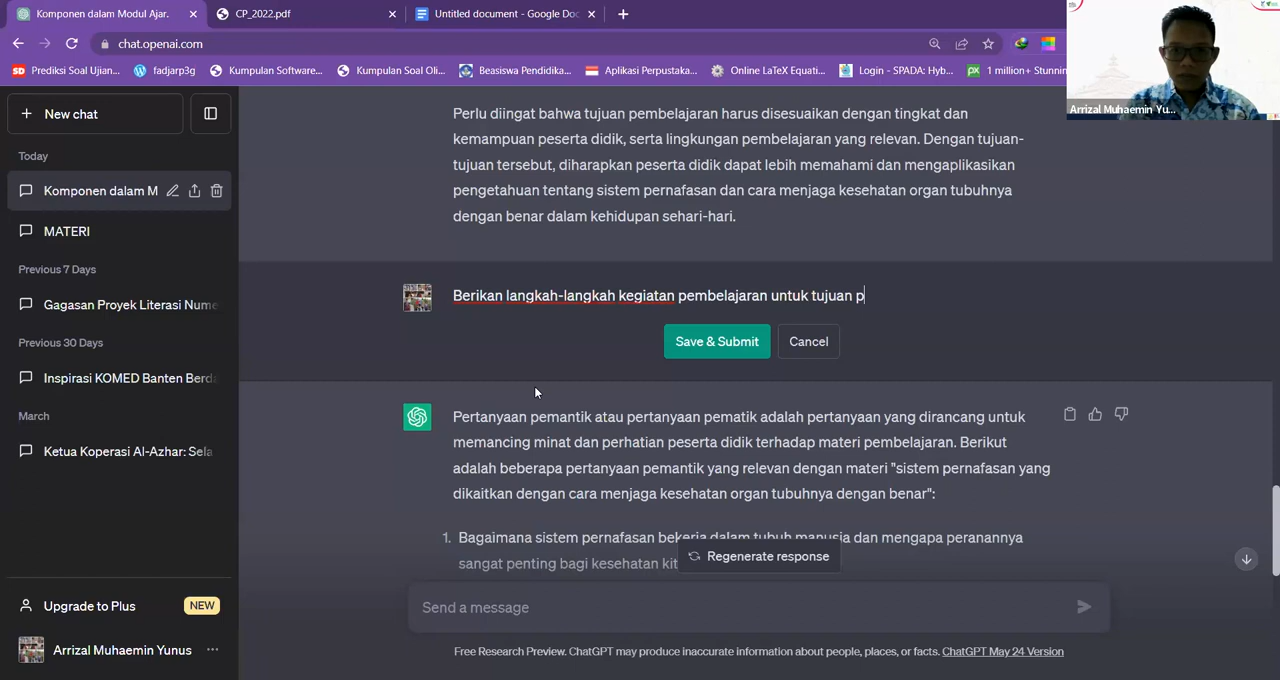 Komponen dalam Modul Ajar.
CP_2022.pdf
Untitled document - Google Doc
chat.openai.com
Prediksi Soal Ujian...
fadjarp3g
Kumpulan Software...
Kumpulan Soal Oli...
Beasiswa Pendidika...
Aplikasi Perpustaka...
Online LaTeX Equati...
Login - SPADA: Hyb...
1 million+ Stunnin
Arrizal Muhaemin Yu...
New chat
Today
Komponen dalam M
MATERI
Previous 7 Days
Gagasan Proyek Literasi Nume
Previous 30 Days
Inspirasi KOMED Banten Berda
March
Ketua Koperasi Al-Azhar: Sela
Upgrade to Plus
NEW
Arrizal Muhaemin Yunus
Perlu diingat bahwa tujuan pembelajaran harus disesuaikan dengan tingkat dan
kemampuan peserta didik, serta lingkungan pembelajaran yang relevan. Dengan tujuan-
tujuan tersebut, diharapkan peserta didik dapat lebih memahami dan mengaplikasikan
pengetahuan tentang sistem pernafasan dan cara menjaga kesehatan organ tubuhnya
dengan benar dalam kehidupan sehari-hari.
Berikan langkah-langkah kegiatan pembelajaran untuk tujuan p
Save & Submit
Cancel
Pertanyaan pemantik atau pertanyaan pematik adalah pertanyaan yang dirancang untuk
memancing minat dan perhatian peserta didik terhadap materi pembelajaran. Berikut
adalah beberapa pertanyaan pemantik yang relevan dengan materi "sistem pernafasan yang
dikaitkan dengan cara menjaga kesehatan organ tubuhnya dengan benar":
1. Bagaimana sistem pernafasan bekerja dalam tubuh manusia dan mengapa peranannya
sangat penting bagi kesehatan kit
Regenerate response
Send a message
Free Research Preview. ChatGPT may produce inaccurate information about people, places, or facts. ChatGPT May 24 Version